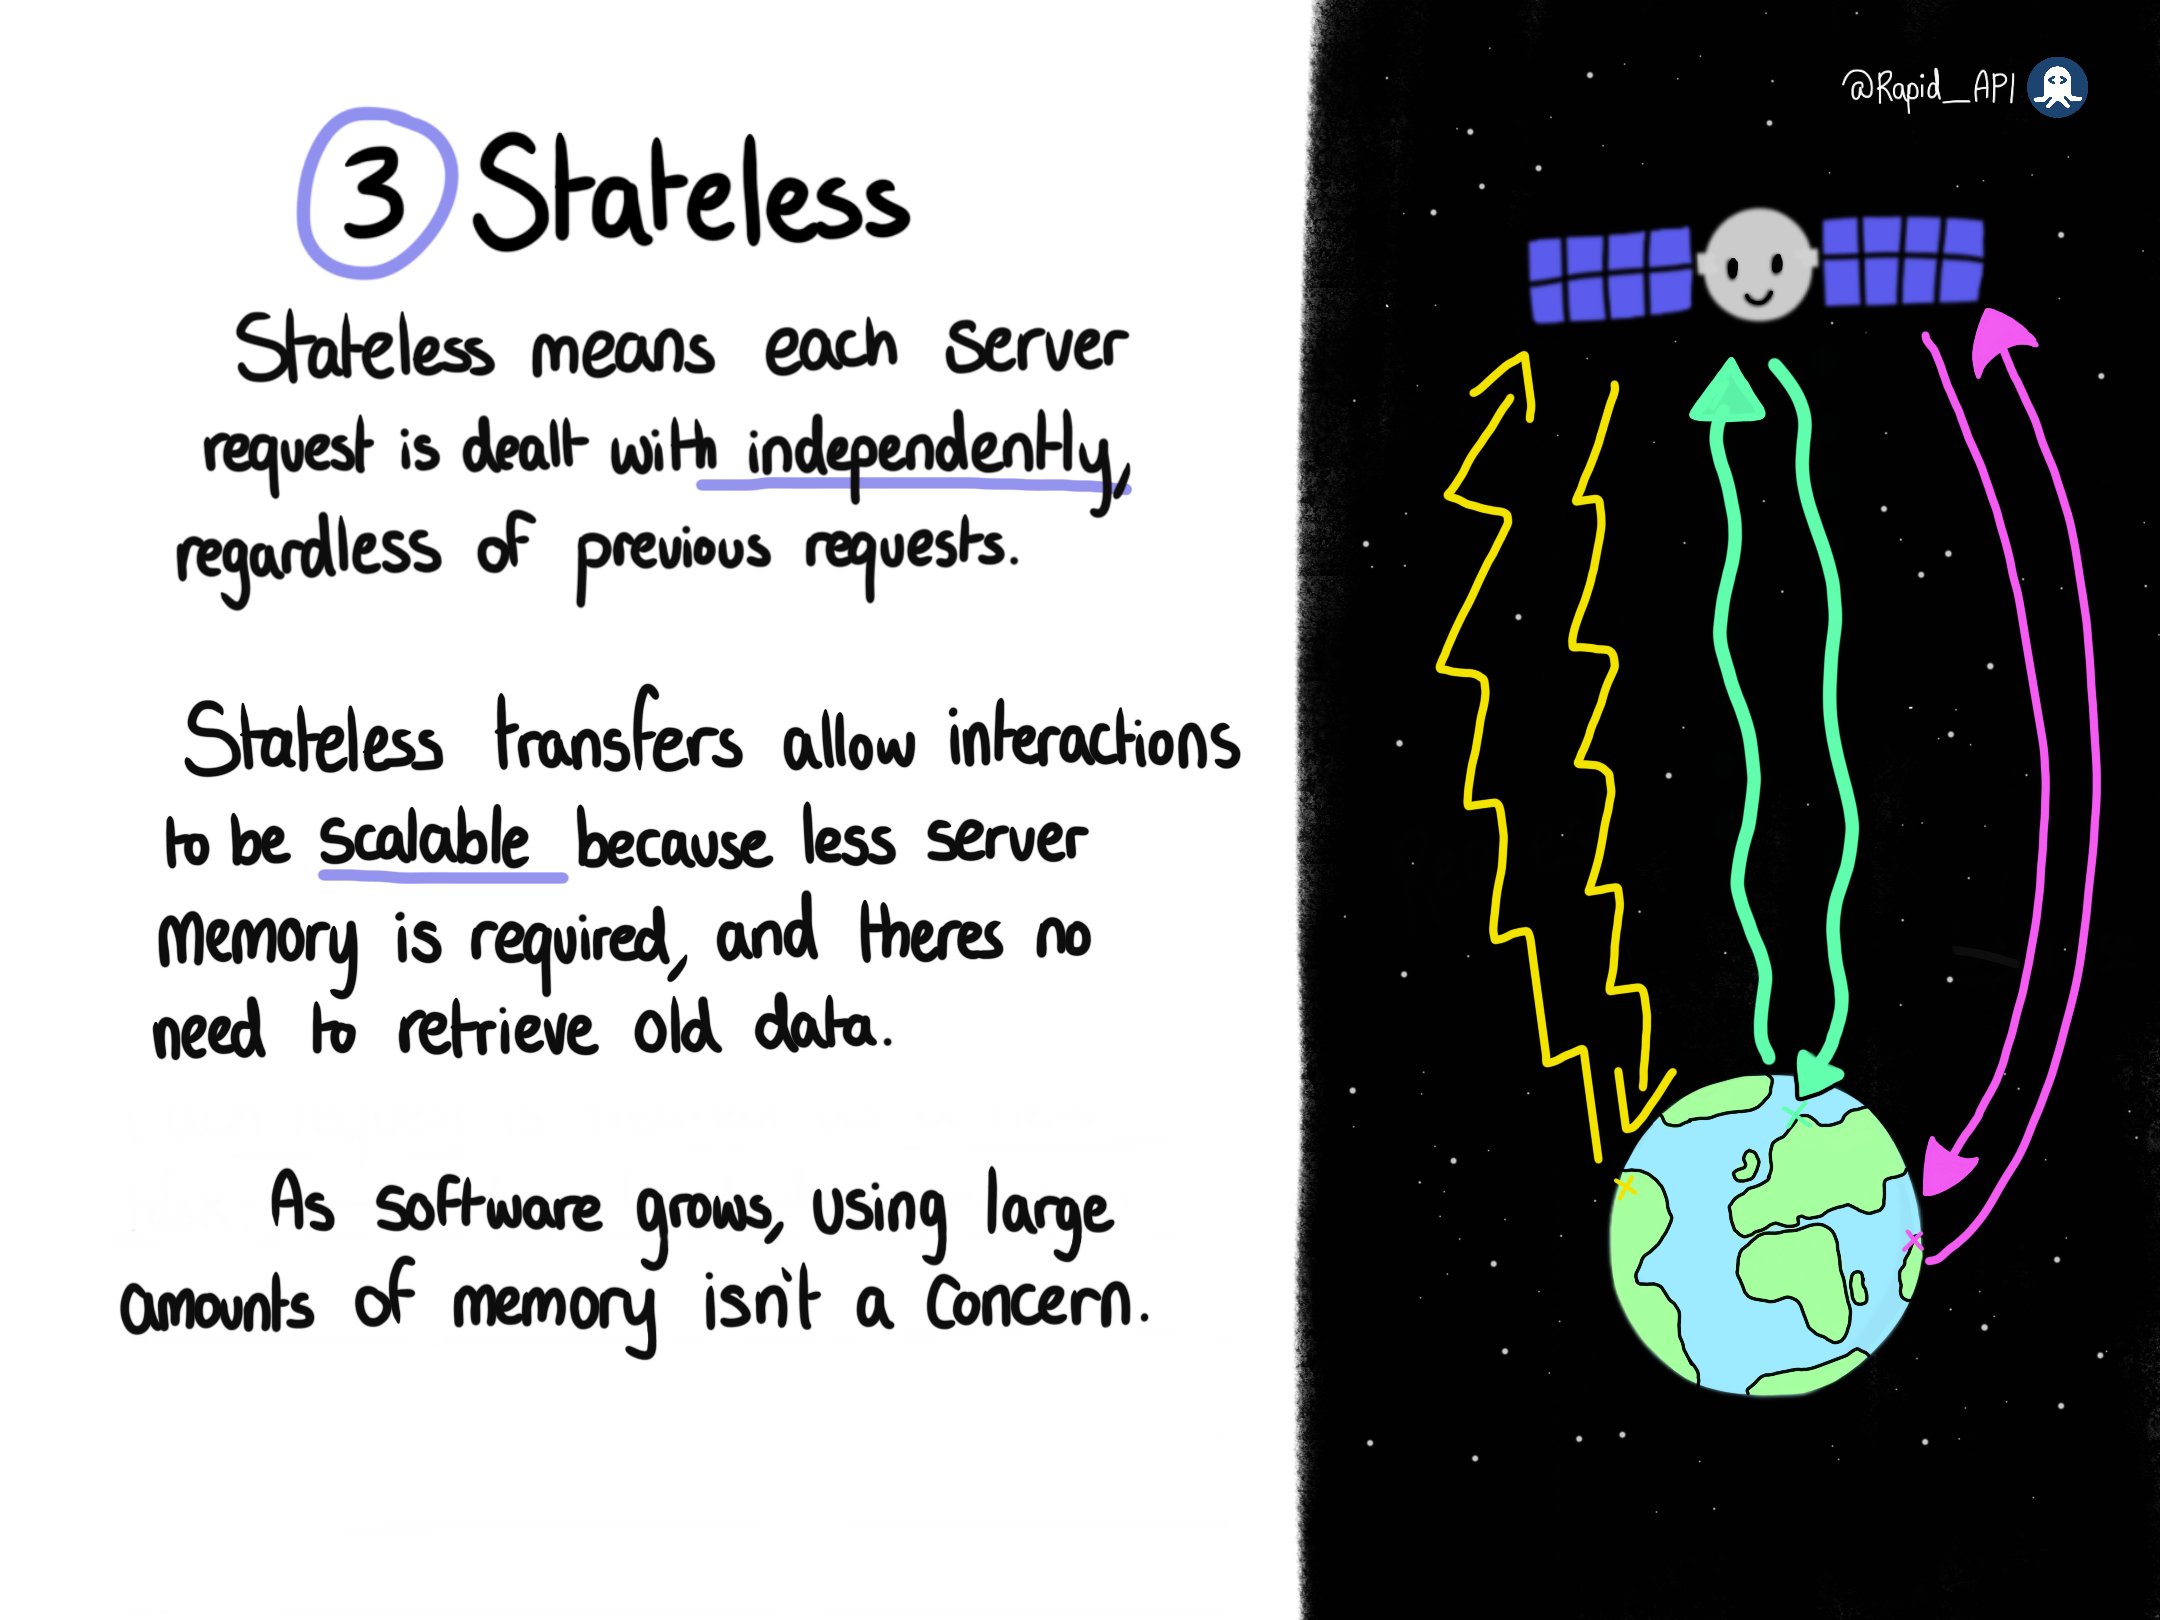 @Rapid_API
3 Stateless
Stateless means each server
request is dealt with independently,
regardless of previous requests.
Stateless transfers allow interactions
to be scalable because less server
memory is required, and theres no
need to retrieve old data.
As software grows, using large
amounts of memory isn't a concern.